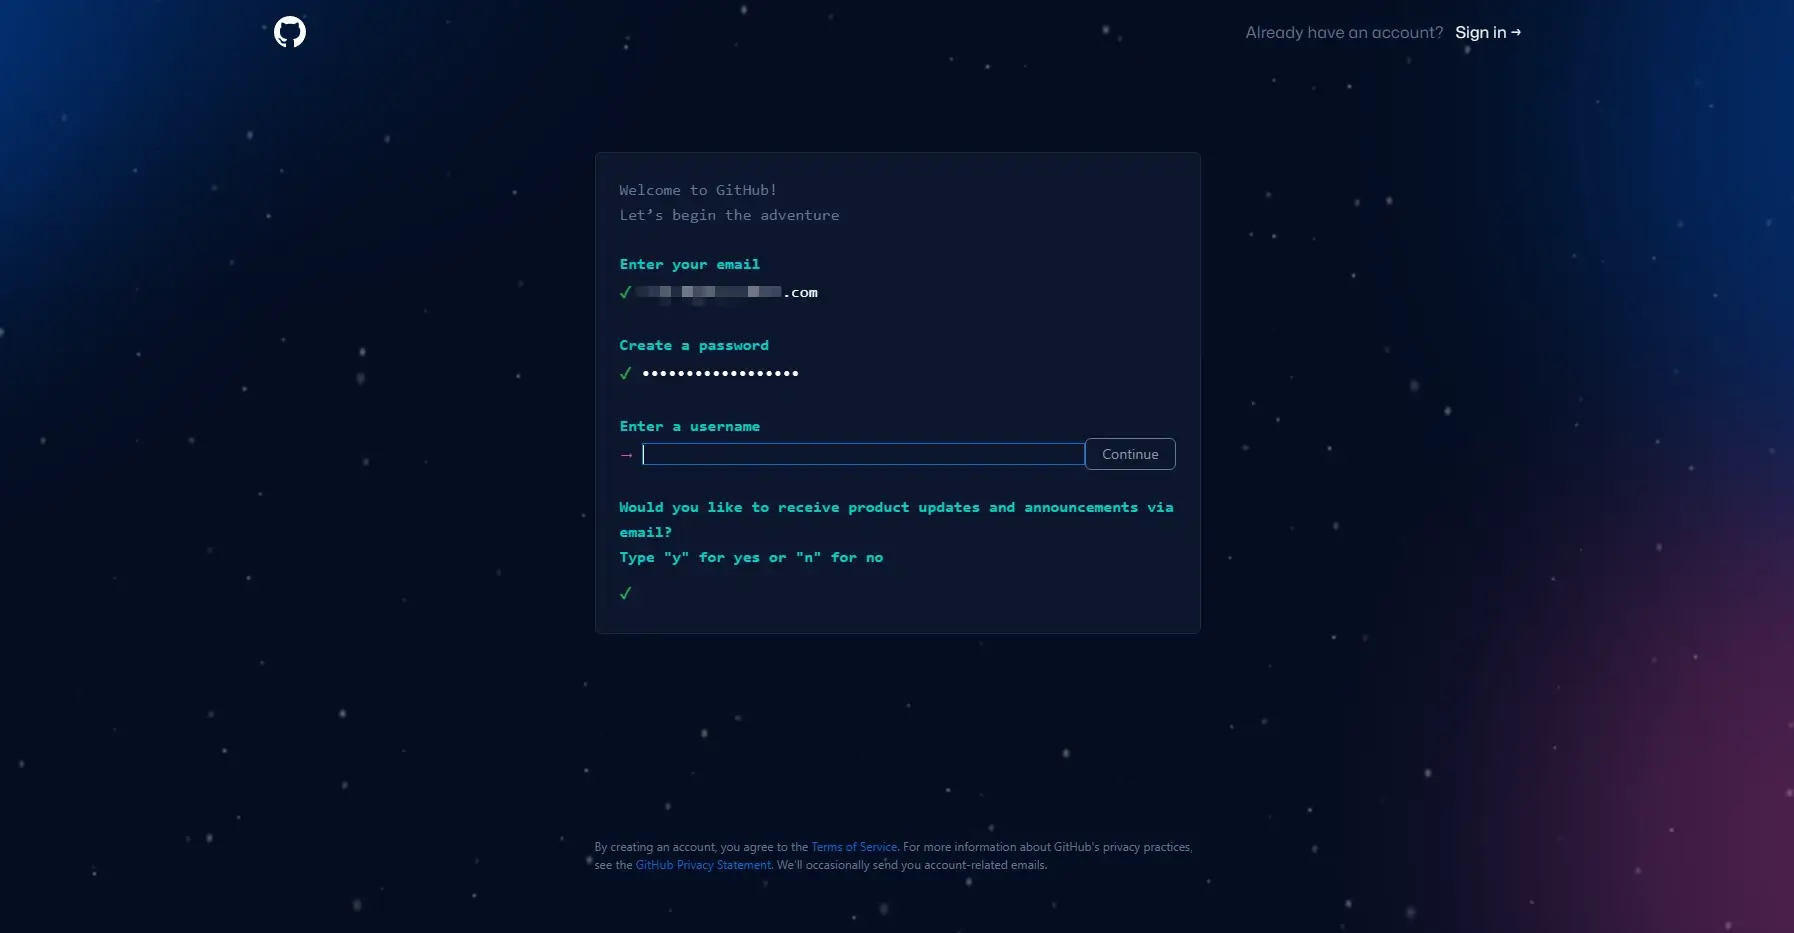 Already have an account? Sign in →
Welcome to GitHub!
Let’s begin the adventure
Enter your email
✓ .com
Create a password
✓ ••••••••••••••••••
Enter a username
→ Continue
Would you like to receive product updates and announcements via
email?
Type "y" for yes or "n" for no
✓
By creating an account, you agree to the Terms of Service. For more information about GitHub's privacy practices,
see the GitHub Privacy Statement. We'll occasionally send you account-related emails.